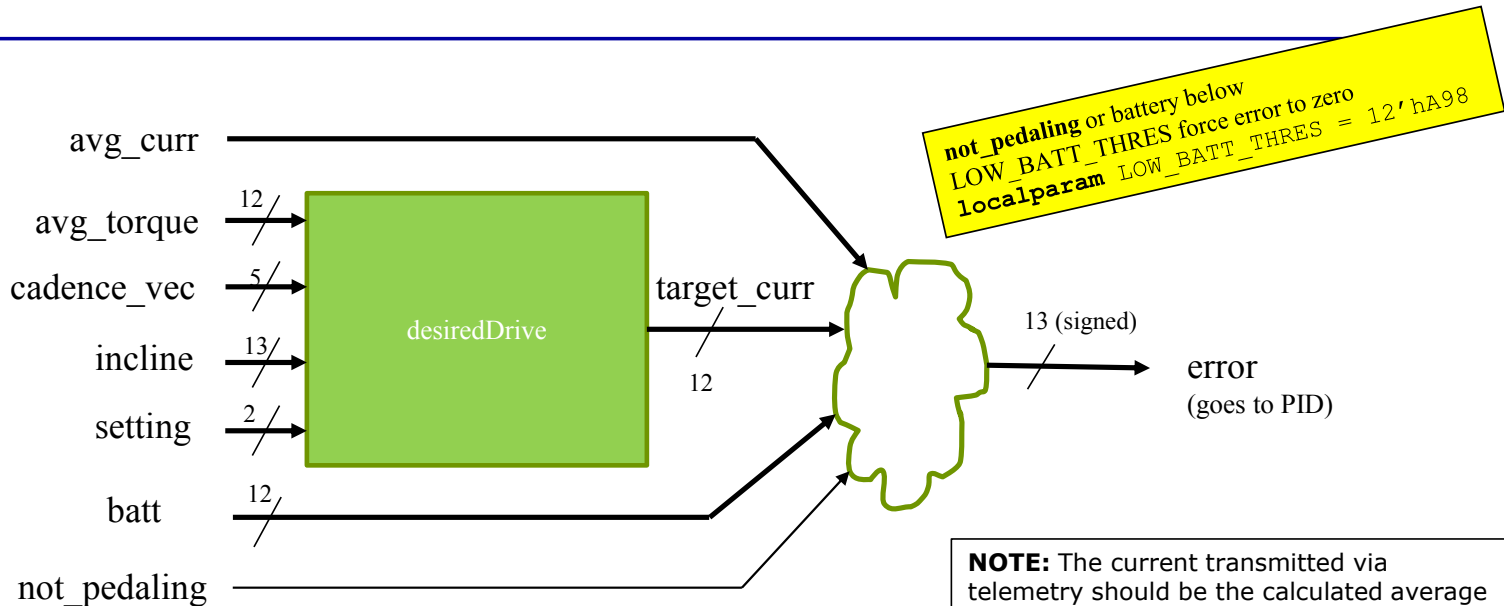 not_pedaling or battery below
LOW_BATT_THRES force error to zero
localparam LOW_BATT_THRES = 12'hA98
avg_curr
avg_torque
12
cadence_vec
5
incline
13
setting
2
batt
12
not_pedaling
desiredDrive
target_curr
12
13 (signed)
error
(goes to PID)
NOTE: The current transmitted via
telemetry should be the calculated average